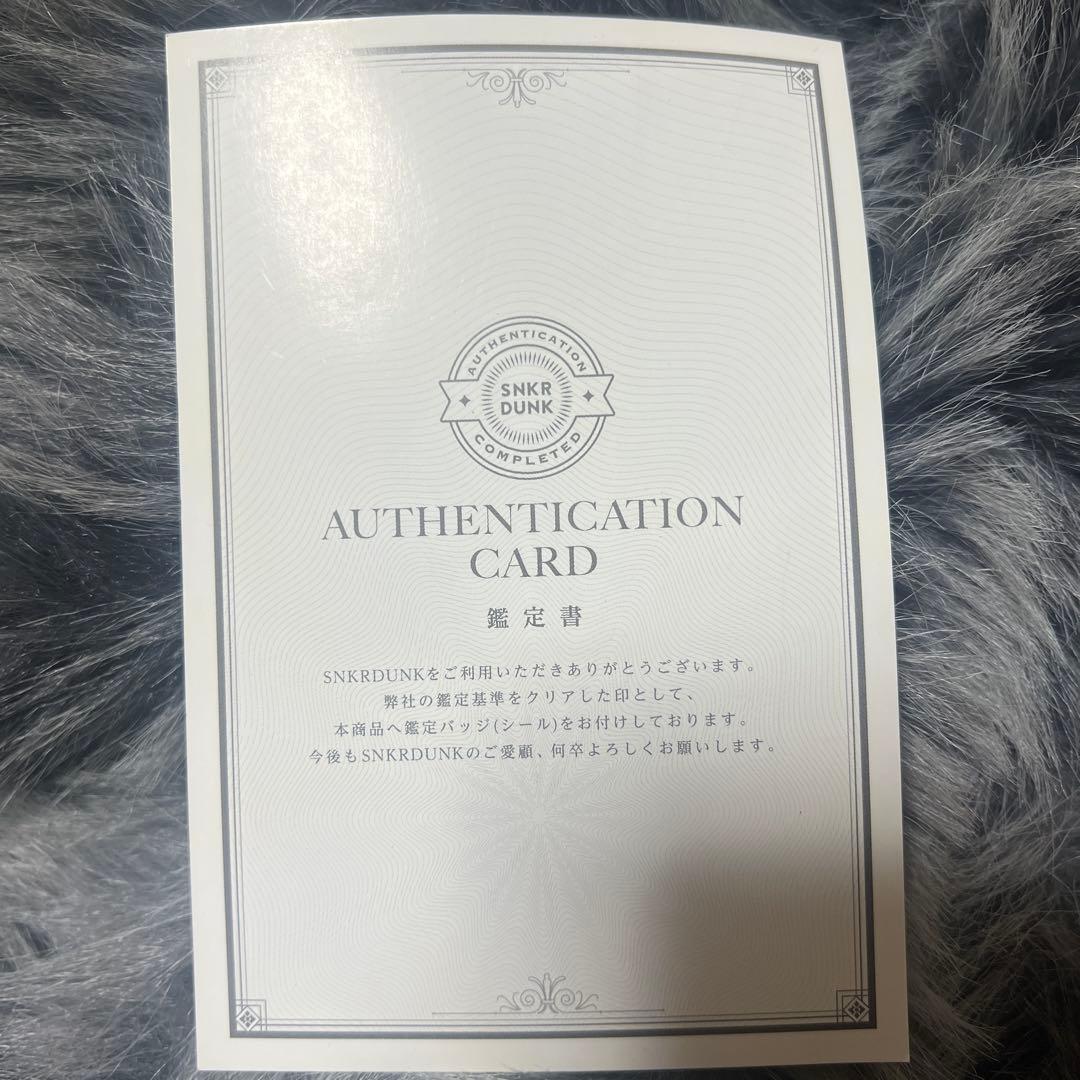 AUTHENTICATION
SNKR
DUNK
COMPLETED
AUTHENTICATION
CARD
鑑定書
SNKRDUNKをご利用いただきありがとうございます。
弊社の鑑定基準をクリアした印として、
本商品へ鑑定バッジ(シール)をお付けしております。
今後もSNKRDUNKのご愛顧、何卒よろしくお願いします。